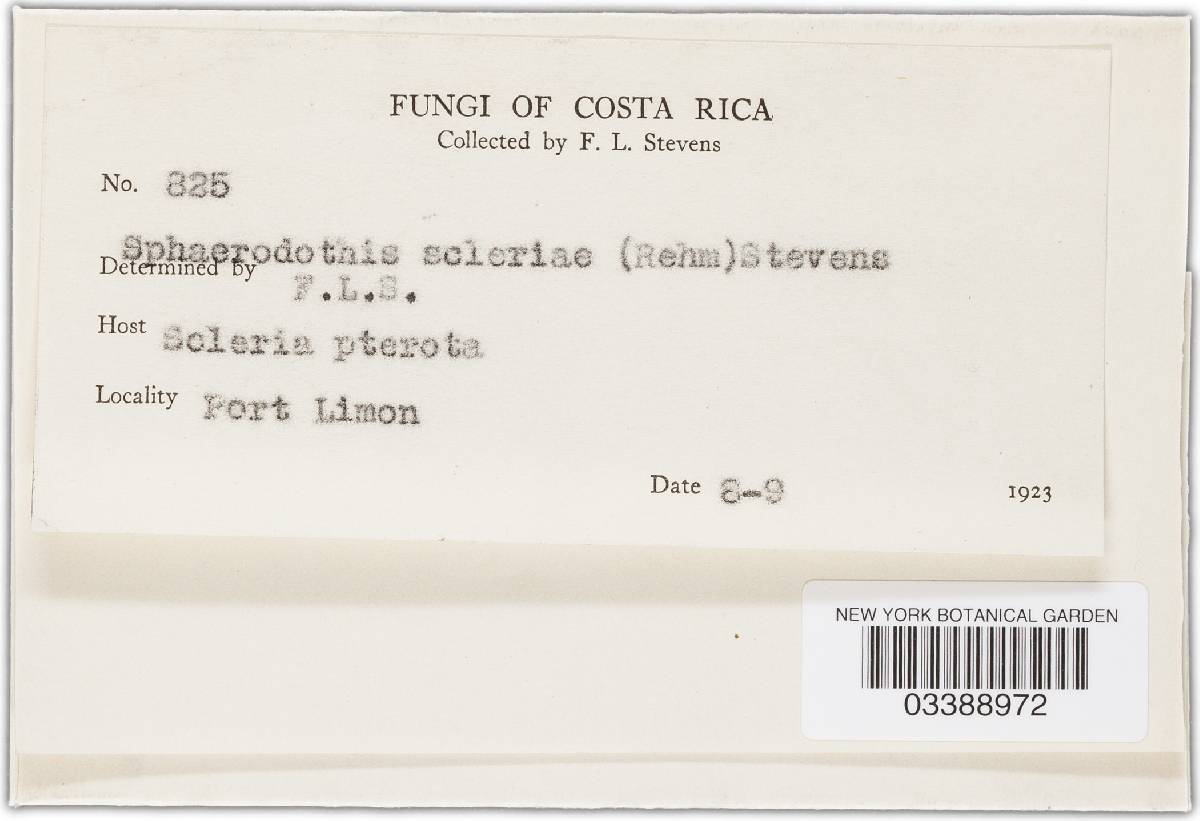 FUNGI OF COSTA RICA
Collected by F. L. Stevens
No. 825
Sphaerodothis scleriae (Rehm)Stevens
Determined by F.L.S.
Host Scleria pterota
Locality Port Limon
Date 8-9 1923
NEW YORK BOTANICAL GARDEN
03388972